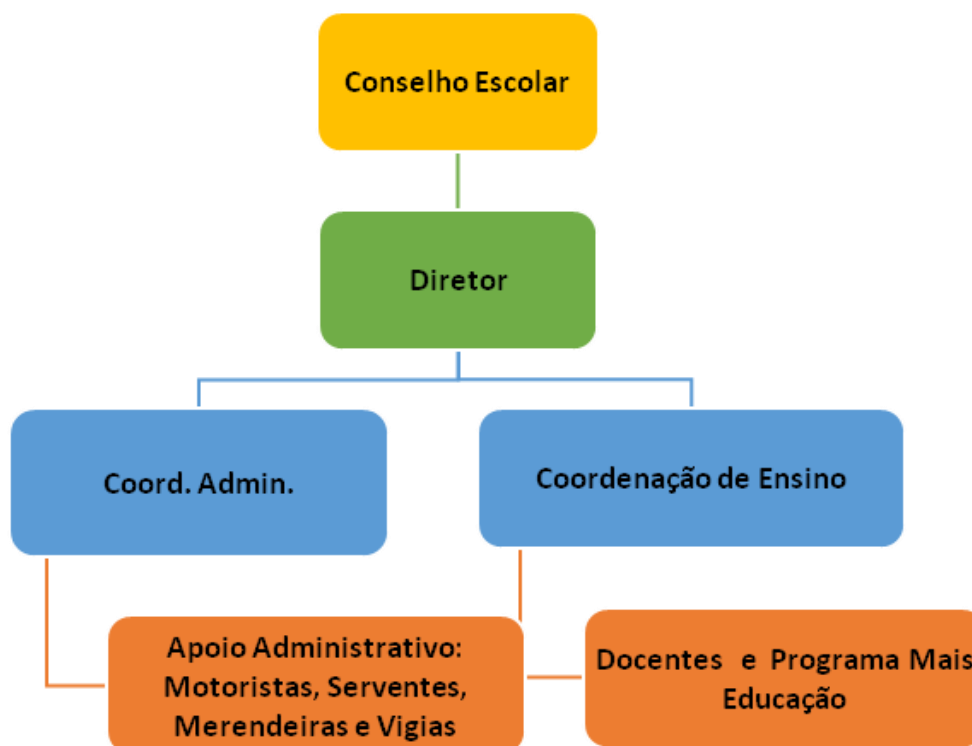 Conselho Escolar
Diretor
Coord. Admin.
Coordenação de Ensino
Apoio Administrativo:
Motoristas, Serventes,
Merendeiras e Vigias
Docentes e Programa Mais
Educação